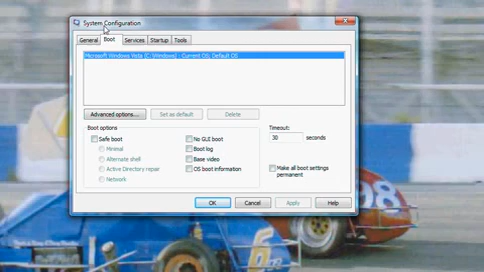 System Configuration
General Boot Services Startup Tools
Microsoft Windows Vista (C:\Windows) : Current OS; Default OS
Advanced options... Set as default Delete
Boot options
Safe boot
Minimal
Alternate shell
Active Directory repair
Network
No GUI boot
Boot log
Base video
OS boot information
Timeout:
30 seconds
Make all boot settings
permanent
OK Cancel Apply Help
98
6